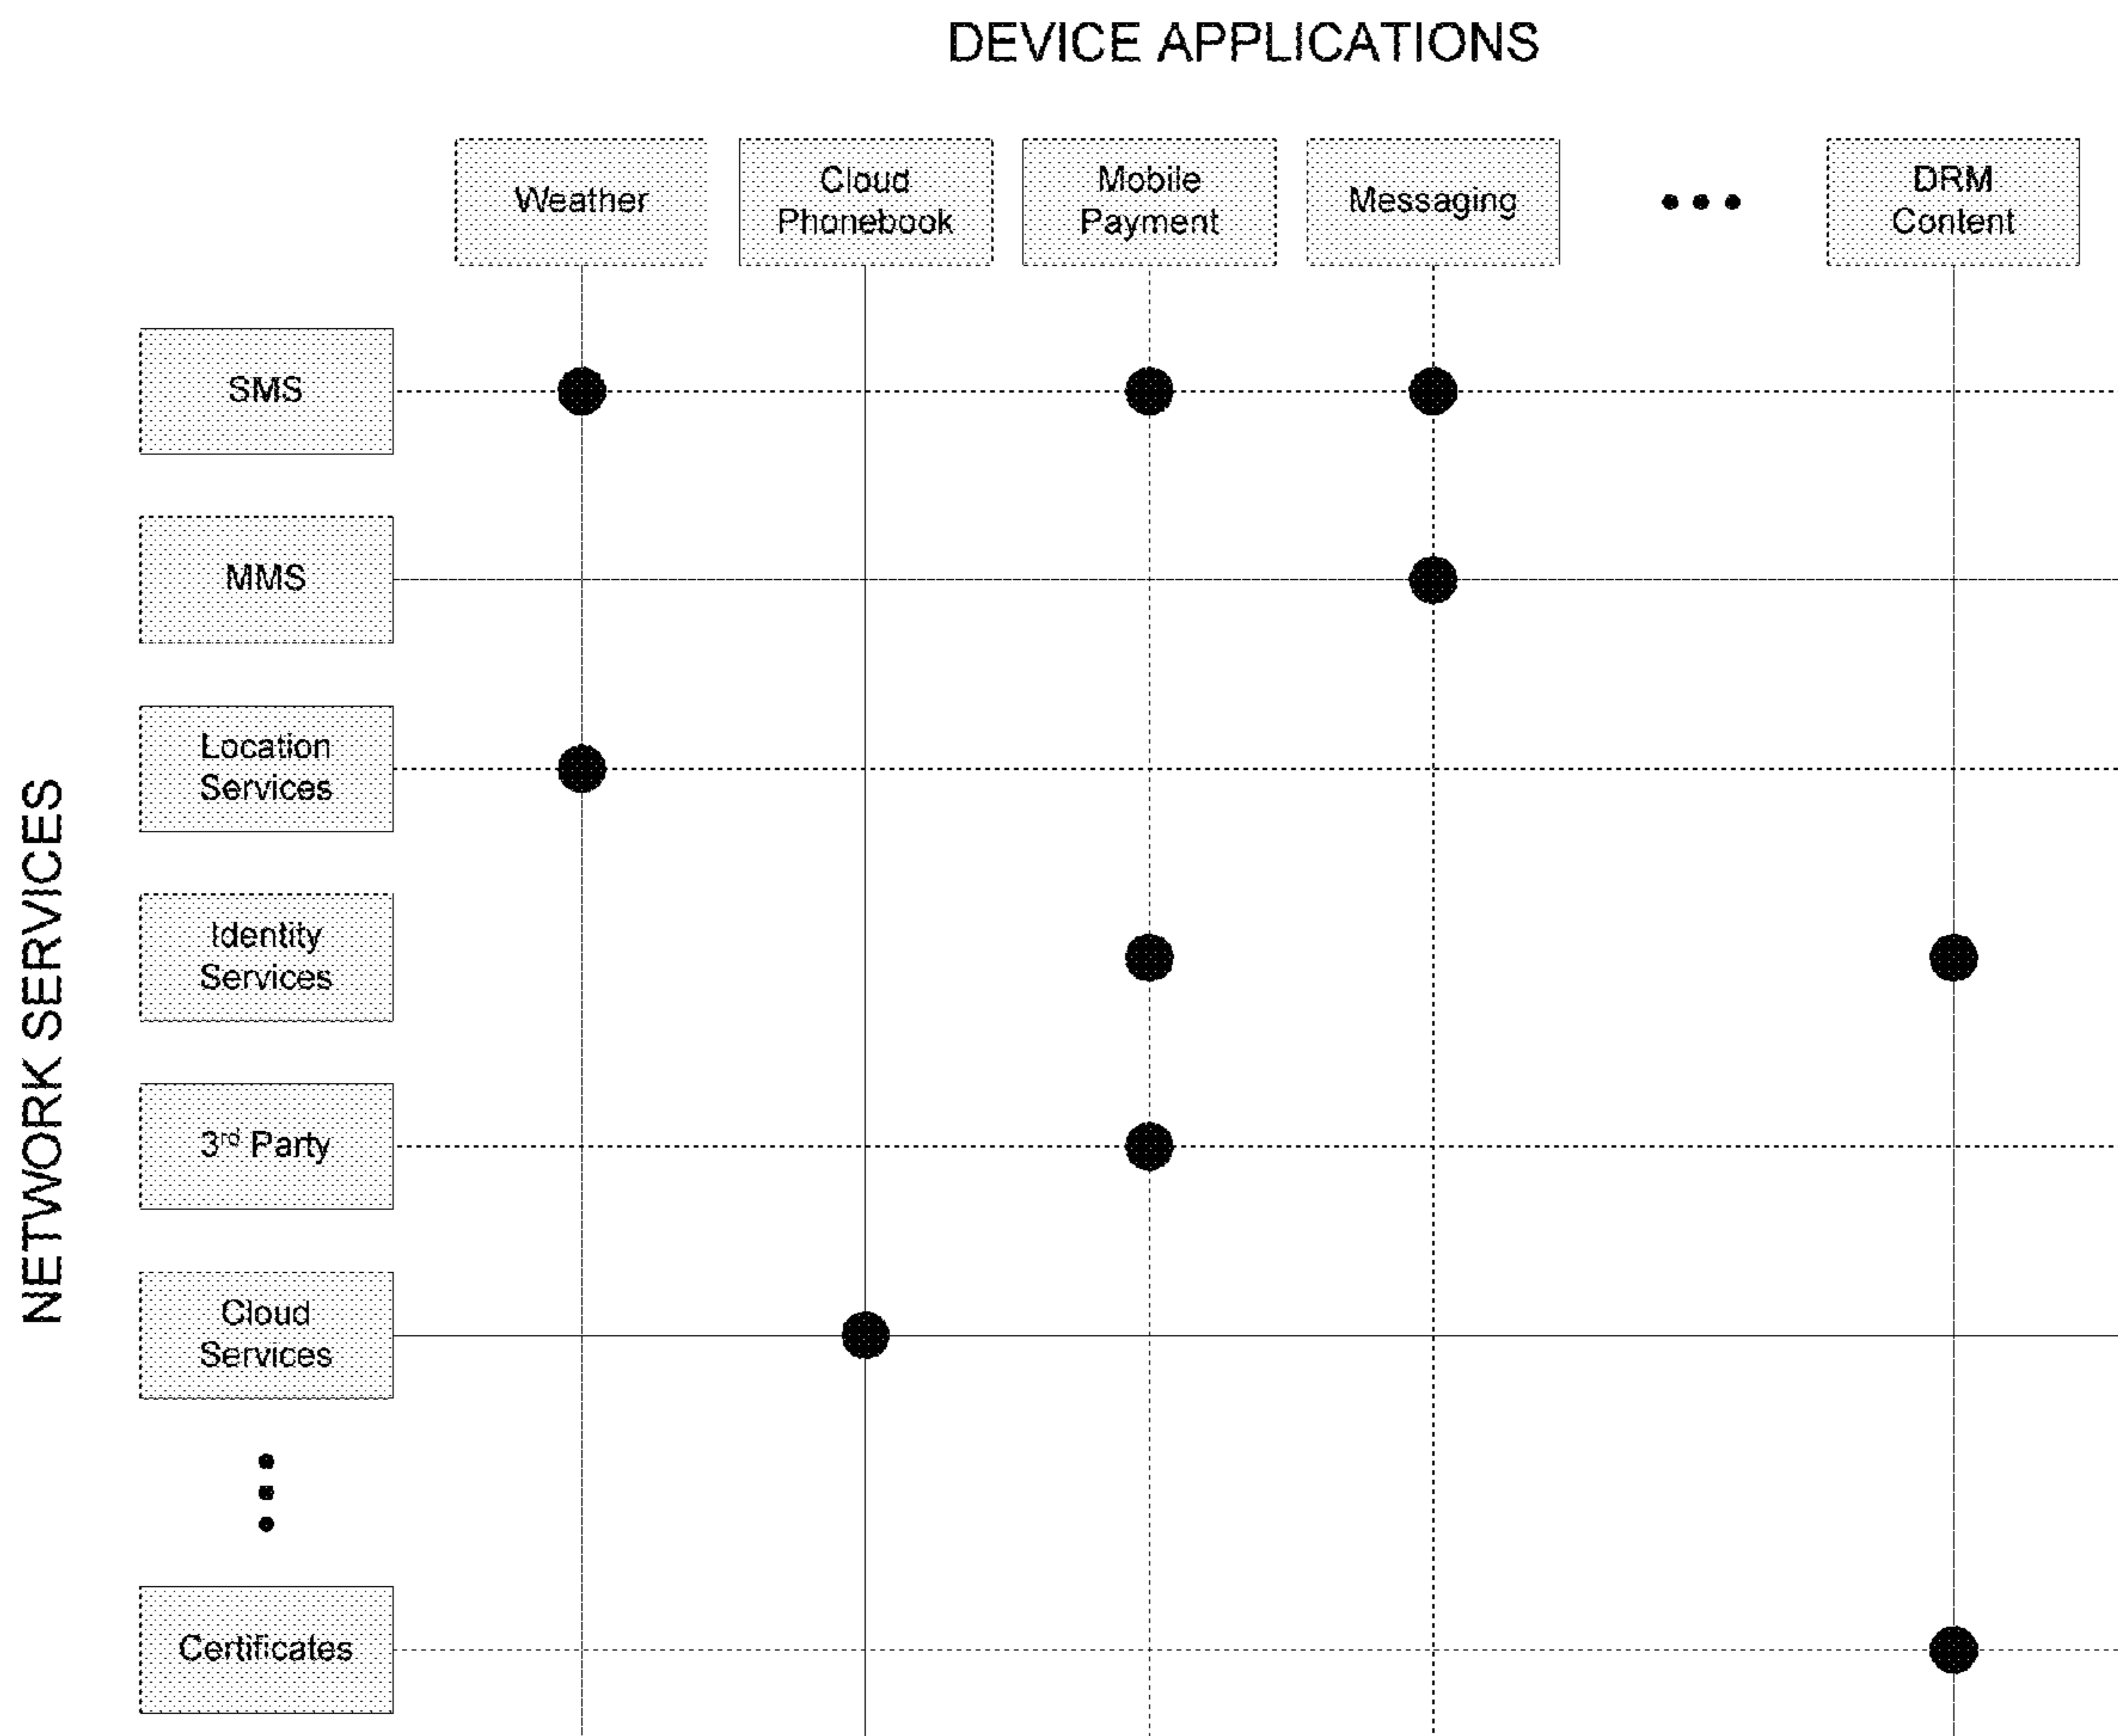 DEVICE APPLICATIONS
Weather
Cloud
Phonebook
Mobile
Payment
Messaging
• • •
DRM
Content
NETWORK SERVICES
SMS
MMS
Location
Services
Identity
Services
3rd Party
Cloud
Services
Certificates